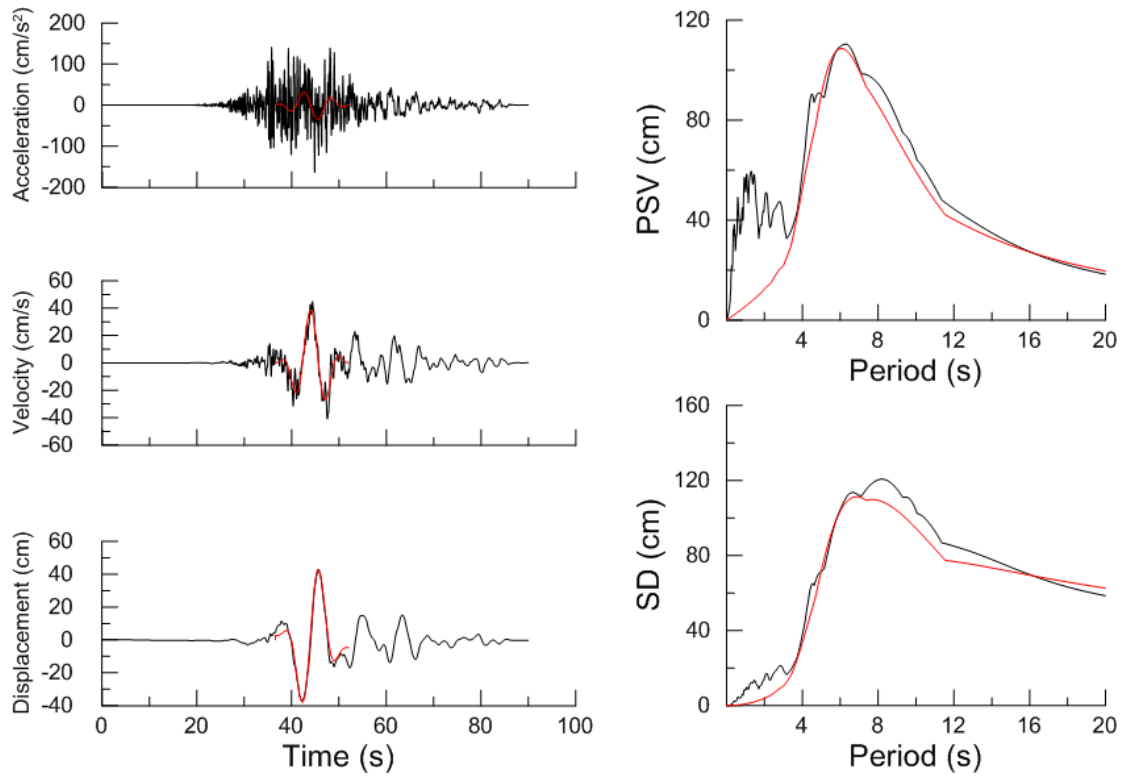 Acceleration (cm/s²)
200
100
0
-100
-200
Velocity (cm/s)
60
40
20
0
-20
-40
-60
Displacement (cm)
60
40
20
0
-20
-40
0 20 40 60 80 100
Time (s)
PSV (cm)
120
80
40
0
4 8 12 16 20
Period (s)
SD (cm)
160
120
80
40
0
4 8 12 16 20
Period (s)